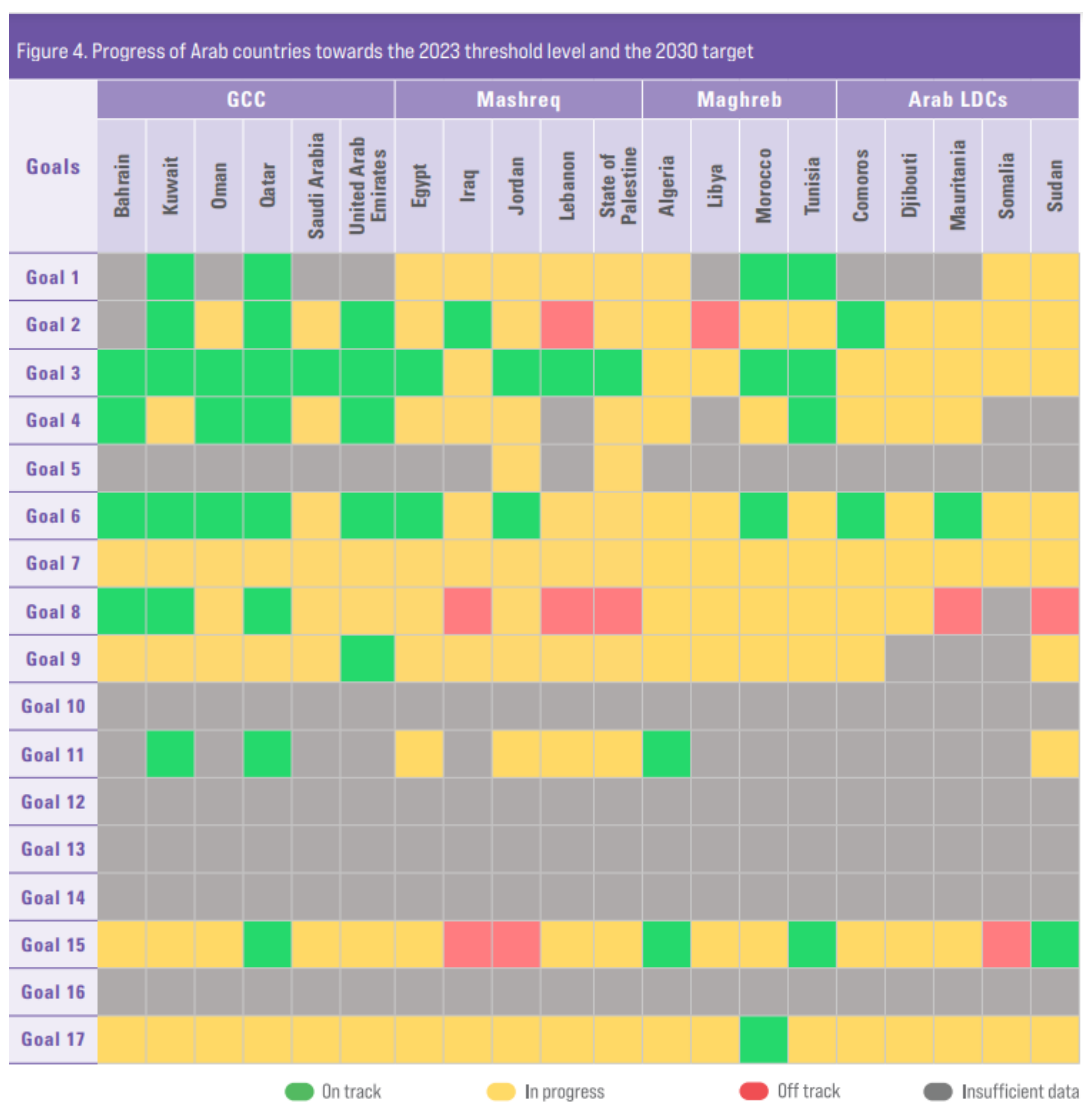 Figure 4. Progress of Arab countries towards the 2023 threshold level and the 2030 target
Goals
GCC
Mashreq
Maghreb
Arab LDCs
Bahrain
Kuwait
Oman
Qatar
Saudi Arabia
United Arab
Emirates
Egypt
Iraq
Jordan
Lebanon
State of
Palestine
Algeria
Libya
Morocco
Tunisia
Comoros
Djibouti
Mauritania
Somalia
Sudan
Goal 1
Goal 2
Goal 3
Goal 4
Goal 5
Goal 6
Goal 7
Goal 8
Goal 9
Goal 10
Goal 11
Goal 12
Goal 13
Goal 14
Goal 15
Goal 16
Goal 17
On track
In progress
Off track
Insufficient data